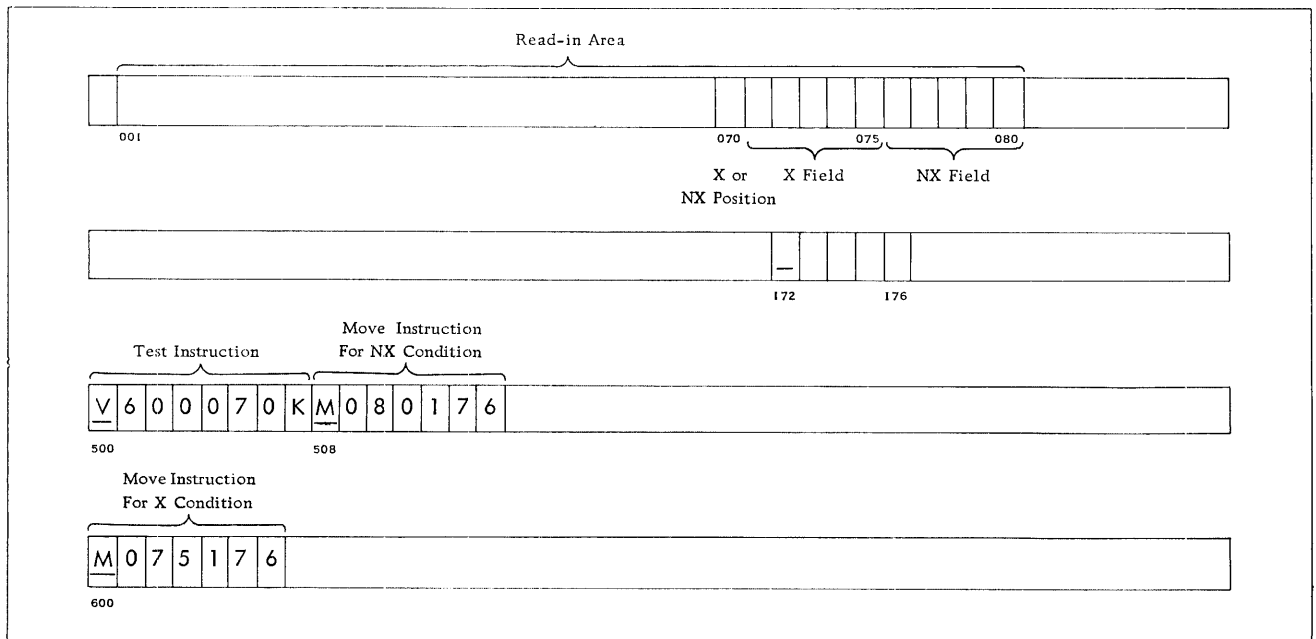 Read-in Area
001 070 075 080
X or X Field NX Field
NX Position
172 176
Move Instruction
Test Instruction For NX Condition
V 6 0 0 0 7 0 K M 0 8 0 1 7 6
500 508
Move Instruction
For X Condition
M 0 7 5 1 7 6
600